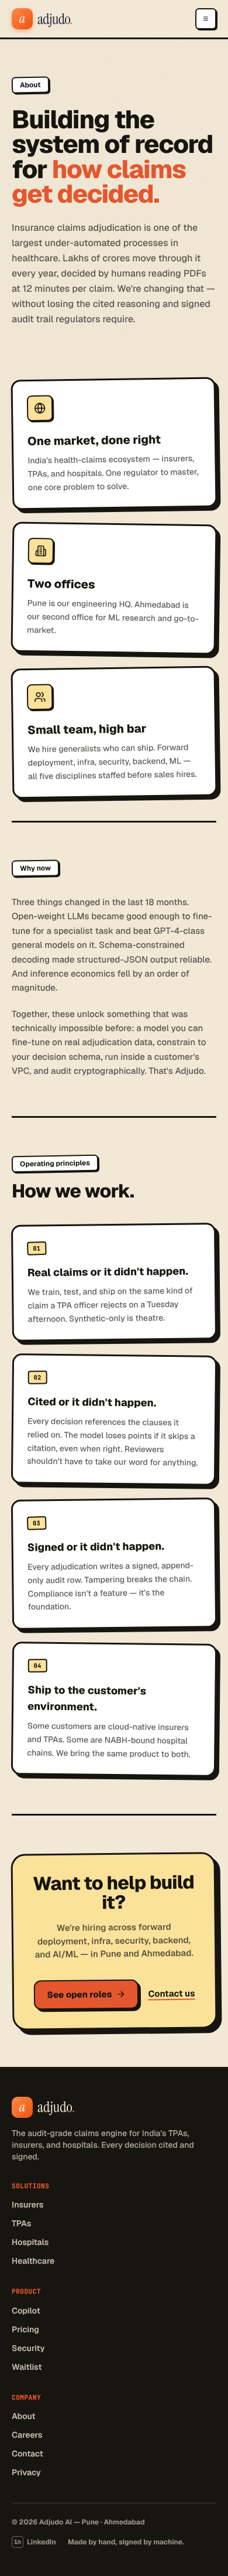 a adjudo.
About
Building the
system of record
for how claims
get decided.
Insurance claims adjudication is one of the
largest under-automated processes in
healthcare. Lakhs of crores move through it
every year, decided by humans reading PDFs
at 12 minutes per claim. We're changing that —
without losing the cited reasoning and signed
audit trail regulators require.
One market, done right
India's health-claims ecosystem — insurers,
TPAs, and hospitals. One regulator to master,
one core problem to solve.
Two offices
Pune is our engineering HQ. Ahmedabad is
our second office for ML research and go-to-
market.
Small team, high bar
We hire generalists who can ship. Forward
deployment, infra, security, backend, ML —
all five disciplines staffed before sales hires.
Why now
Three things changed in the last 18 months.
Open-weight LLMs became good enough to fine-
tune for a specialist task and beat GPT-4-class
general models on it. Schema-constrained
decoding made structured-JSON output reliable.
And inference economics fell by an order of
magnitude.
Together, these unlock something that was
technically impossible before: a model you can
fine-tune on real adjudication data, constrain to
your decision schema, run inside a customer's
VPC, and audit cryptographically. That's Adjudo.
Operating principles
How we work.
01
Real claims or it didn't happen.
We train, test, and ship on the same kind of
claim a TPA officer rejects on a Tuesday
afternoon. Synthetic-only is theatre.
02
Cited or it didn't happen.
Every decision references the clauses it
relied on. The model loses points if it skips a
citation, even when right. Reviewers
shouldn't have to take our word for anything.
03
Signed or it didn't happen.
Every adjudication writes a signed, append-
only audit row. Tampering breaks the chain.
Compliance isn't a feature — it's the
foundation.
04
Ship to the customer's
environment.
Some customers are cloud-native insurers
and TPAs. Some are NABH-bound hospital
chains. We bring the same product to both.
Want to help build
it?
We're hiring across forward
deployment, infra, security, backend,
and AI/ML — in Pune and Ahmedabad.
See open roles → Contact us
a adjudo.
The audit-grade claims engine for India's TPAs,
insurers, and hospitals. Every decision cited and
signed.
SOLUTIONS
Insurers
TPAs
Hospitals
Healthcare
PRODUCT
Copilot
Pricing
Security
Waitlist
COMPANY
About
Careers
Contact
Privacy
© 2026 Adjudo AI — Pune · Ahmedabad
in LinkedIn Made by hand, signed by machine.